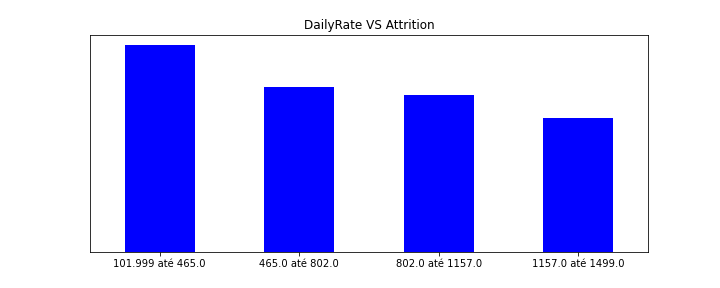 DailyRate VS Attrition
101.999 até 465.0
465.0 até 802.0
802.0 até 1157.0
1157.0 até 1499.0